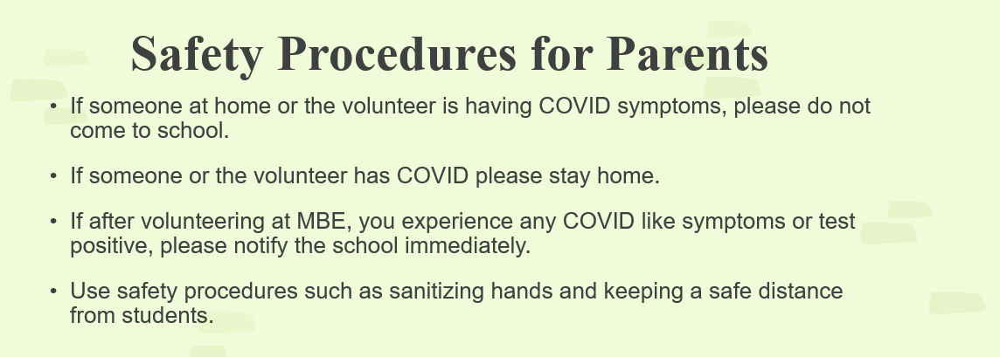 Safety Procedures for Parents
• If someone at home or the volunteer is having COVID symptoms, please do not
come to school.
• If someone or the volunteer has COVID please stay home.
• If after volunteering at MBE, you experience any COVID like symptoms or test
positive, please notify the school immediately.
• Use safety procedures such as sanitizing hands and keeping a safe distance
from students.